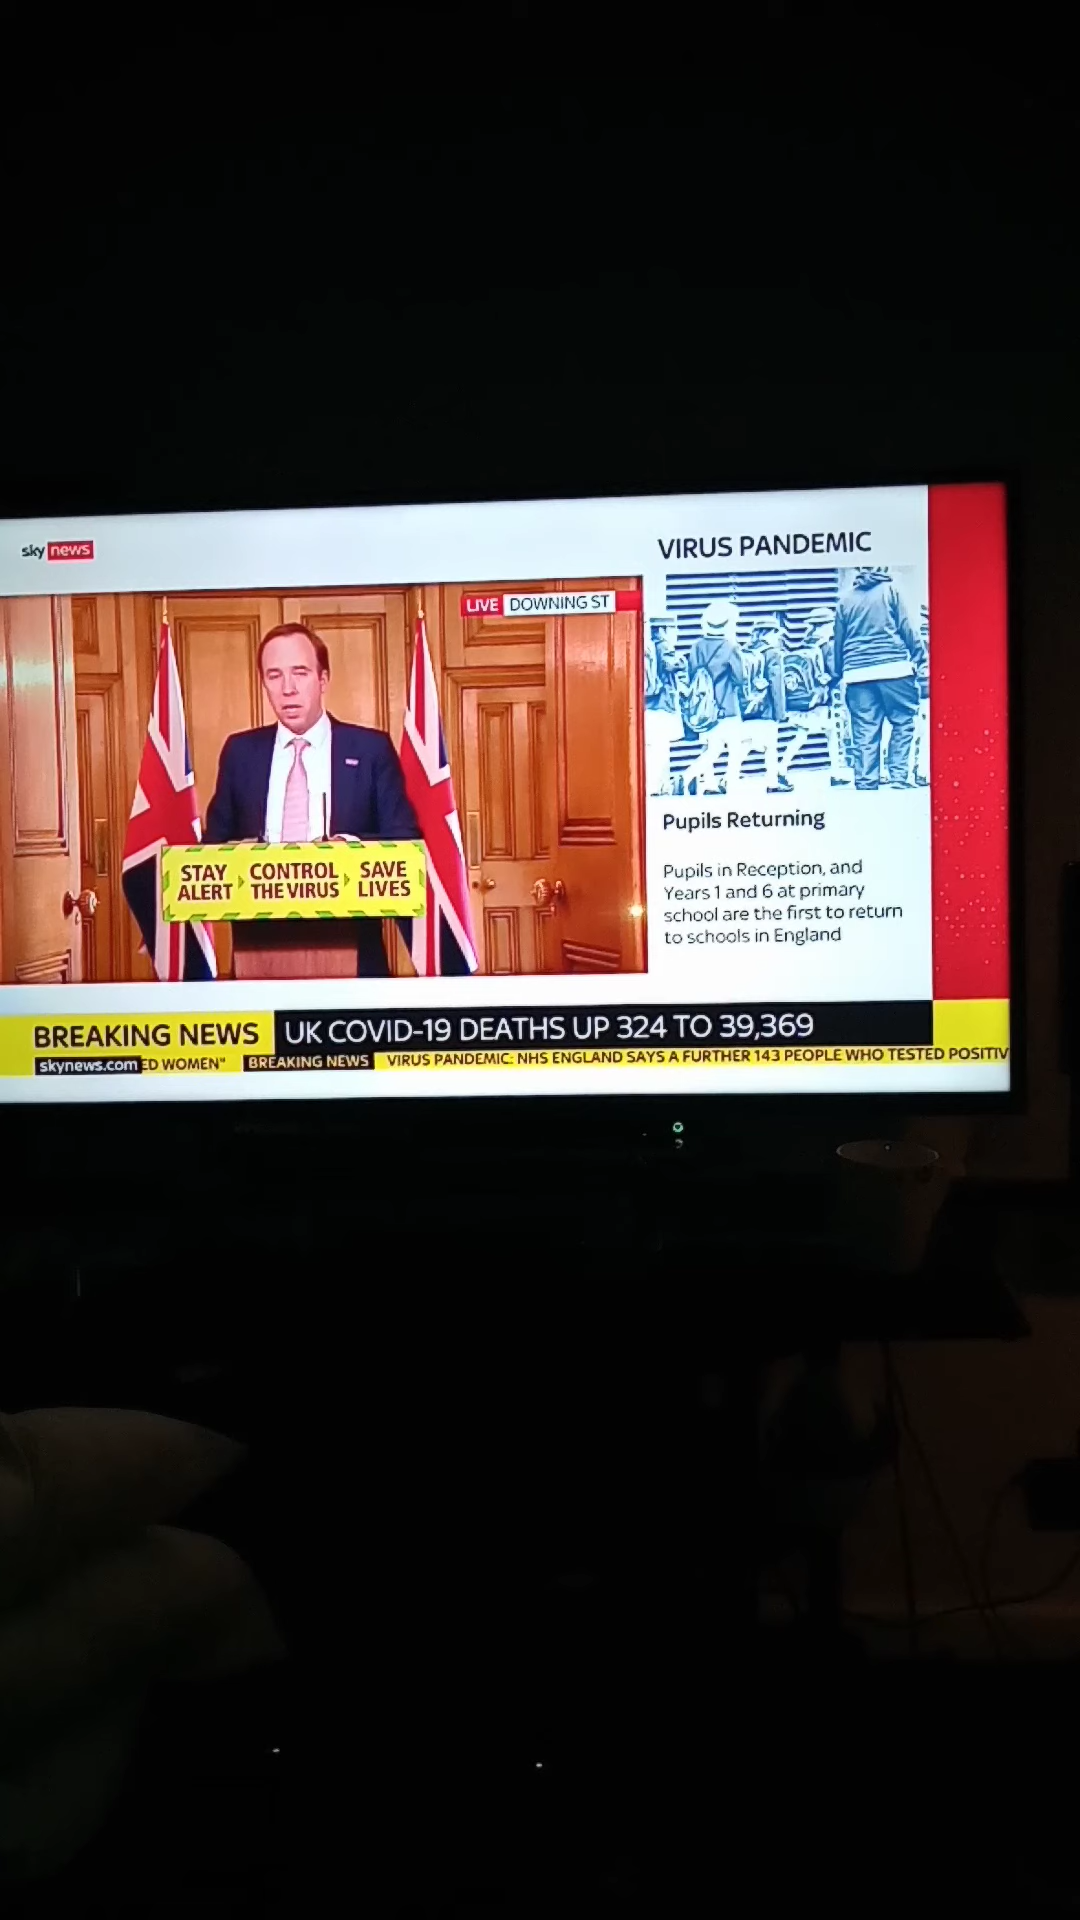 sky news
VIRUS PANDEMIC
LIVE DOWNING ST
STAY ALERT
CONTROL THE VIRUS
SAVE LIVES
Pupils Returning
Pupils in Reception, and
Years 1 and 6 at primary
school are the first to return
to schools in England
BREAKING NEWS UK COVID-19 DEATHS UP 324 TO 39,369
skynews.com ED WOMEN" BREAKING NEWS VIRUS PANDEMIC: NHS ENGLAND SAYS A FURTHER 143 PEOPLE WHO TESTED POSITIV